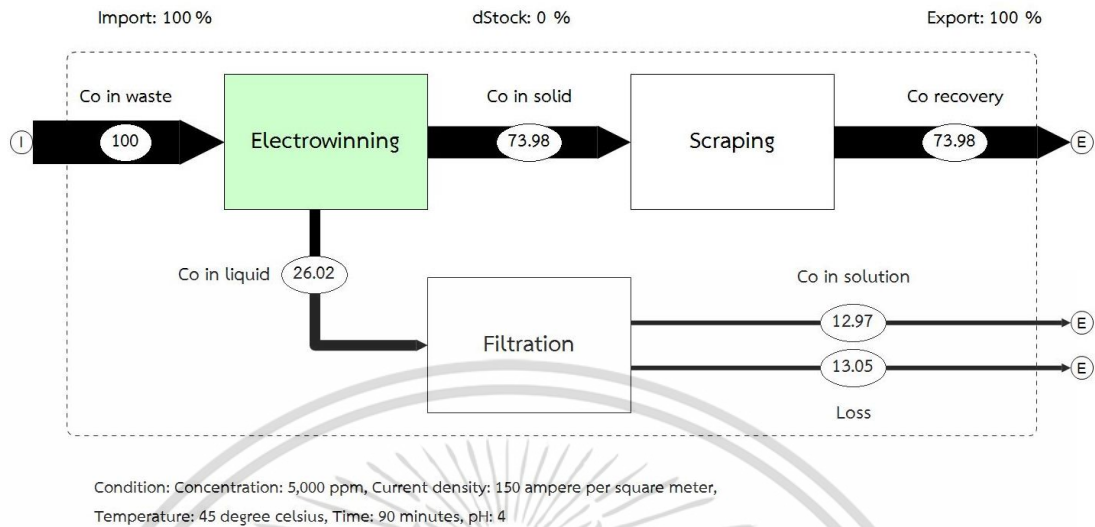 Import: 100 %
dStock: 0 %
Export: 100 %
Co in waste
Co in solid
Co recovery
I
100
Electrowinning
73.98
Scraping
73.98
E
Co in liquid
26.02
Co in solution
Filtration
12.97
E
13.05
E
Loss
Condition: Concentration: 5,000 ppm, Current density: 150 ampere per square meter,
Temperature: 45 degree celsius, Time: 90 minutes, pH: 4